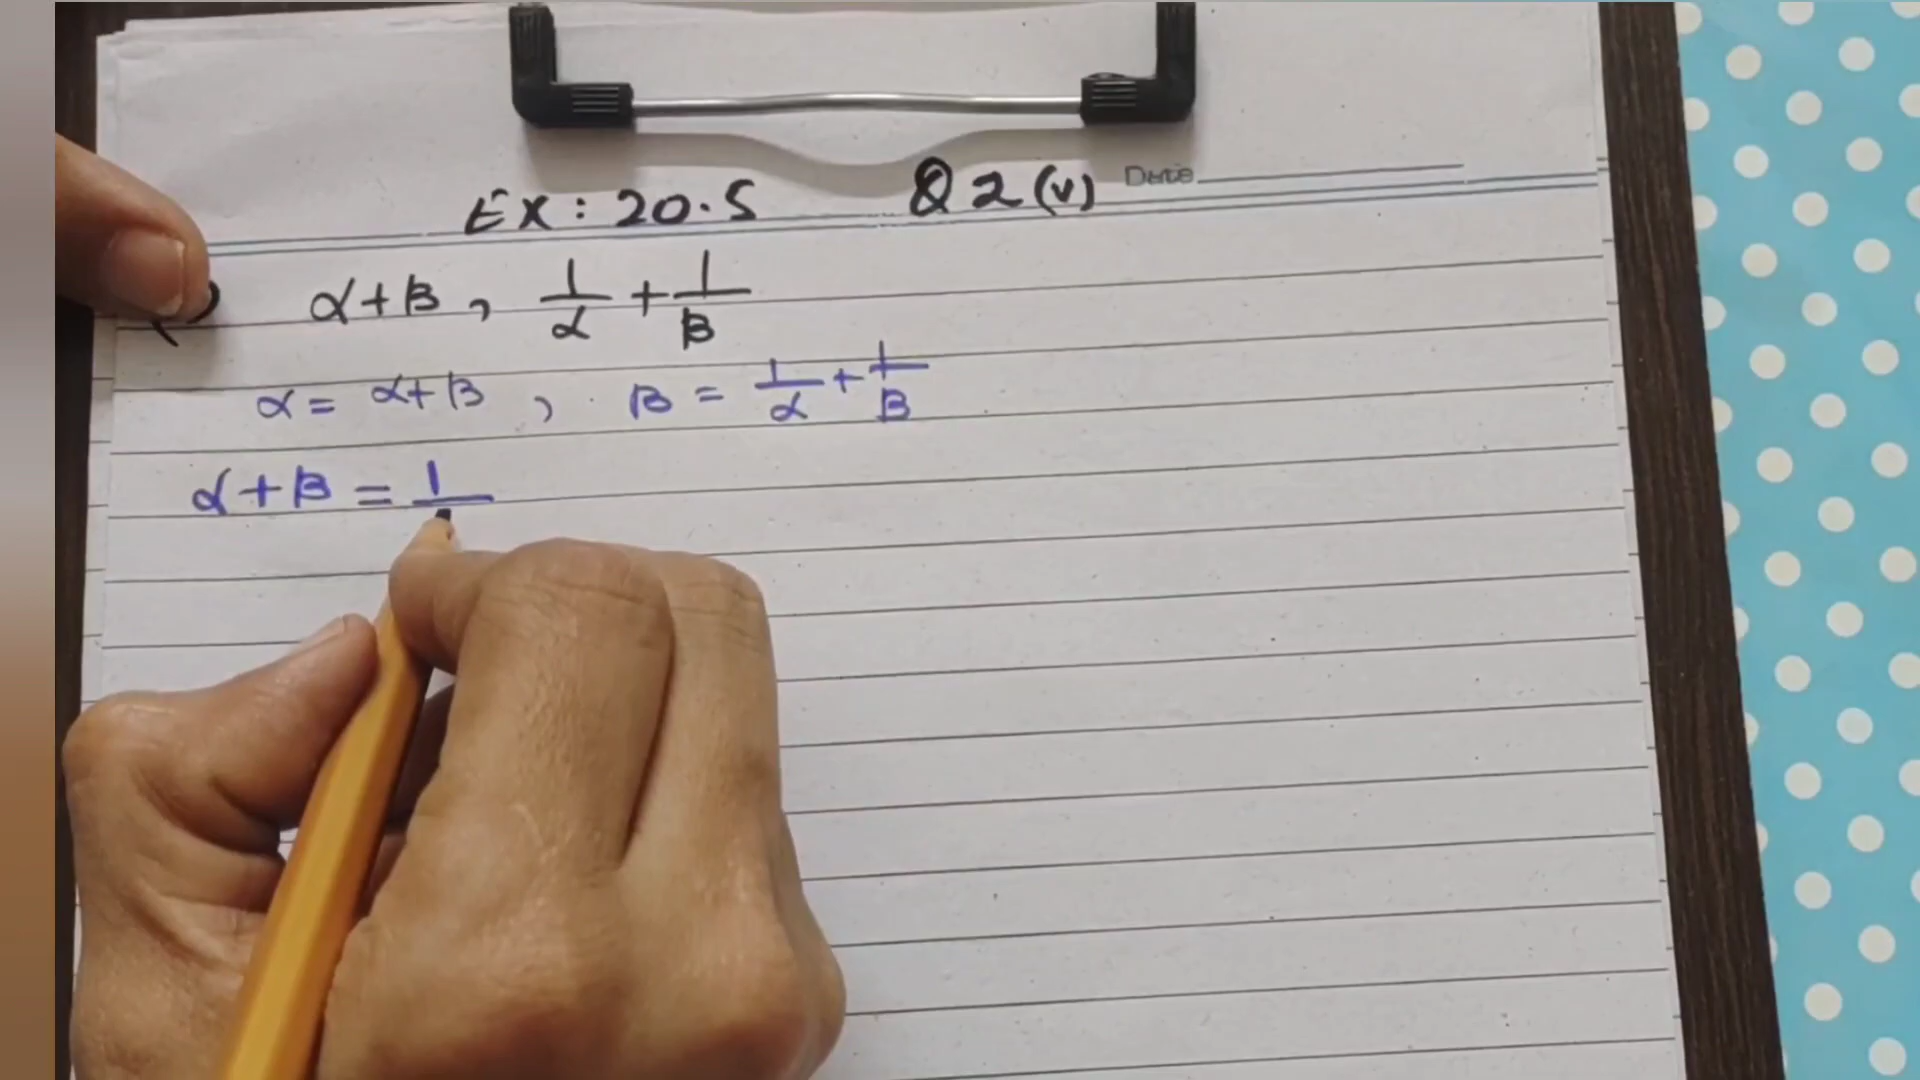 Ex: 20.5 Q2(v) Date
α+β, 1/α + 1/β
α = α+β, β = 1/α + 1/β
α+β = 1/